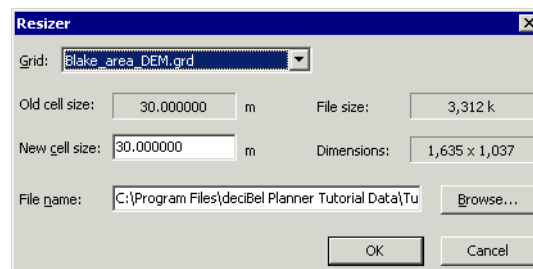 Resizer
Grid: Blake_area_DEM.grd
Old cell size: 30.000000 m File size: 3,312 k
New cell size: 30.000000 m Dimensions: 1,635 x 1,037
File name: C:\Program Files\deciBel Planner Tutorial Data\Tu Browse...
OK Cancel